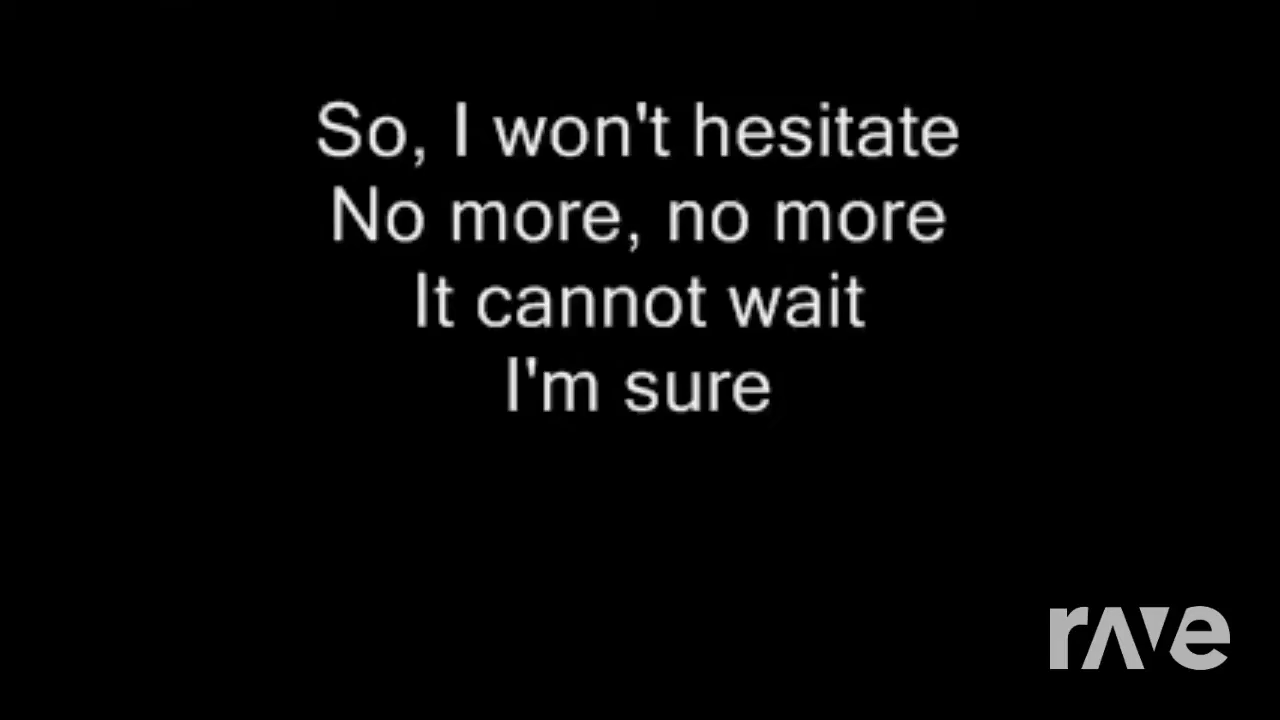 So, I won't hesitate
No more, no more
It cannot wait
I'm sure
rave